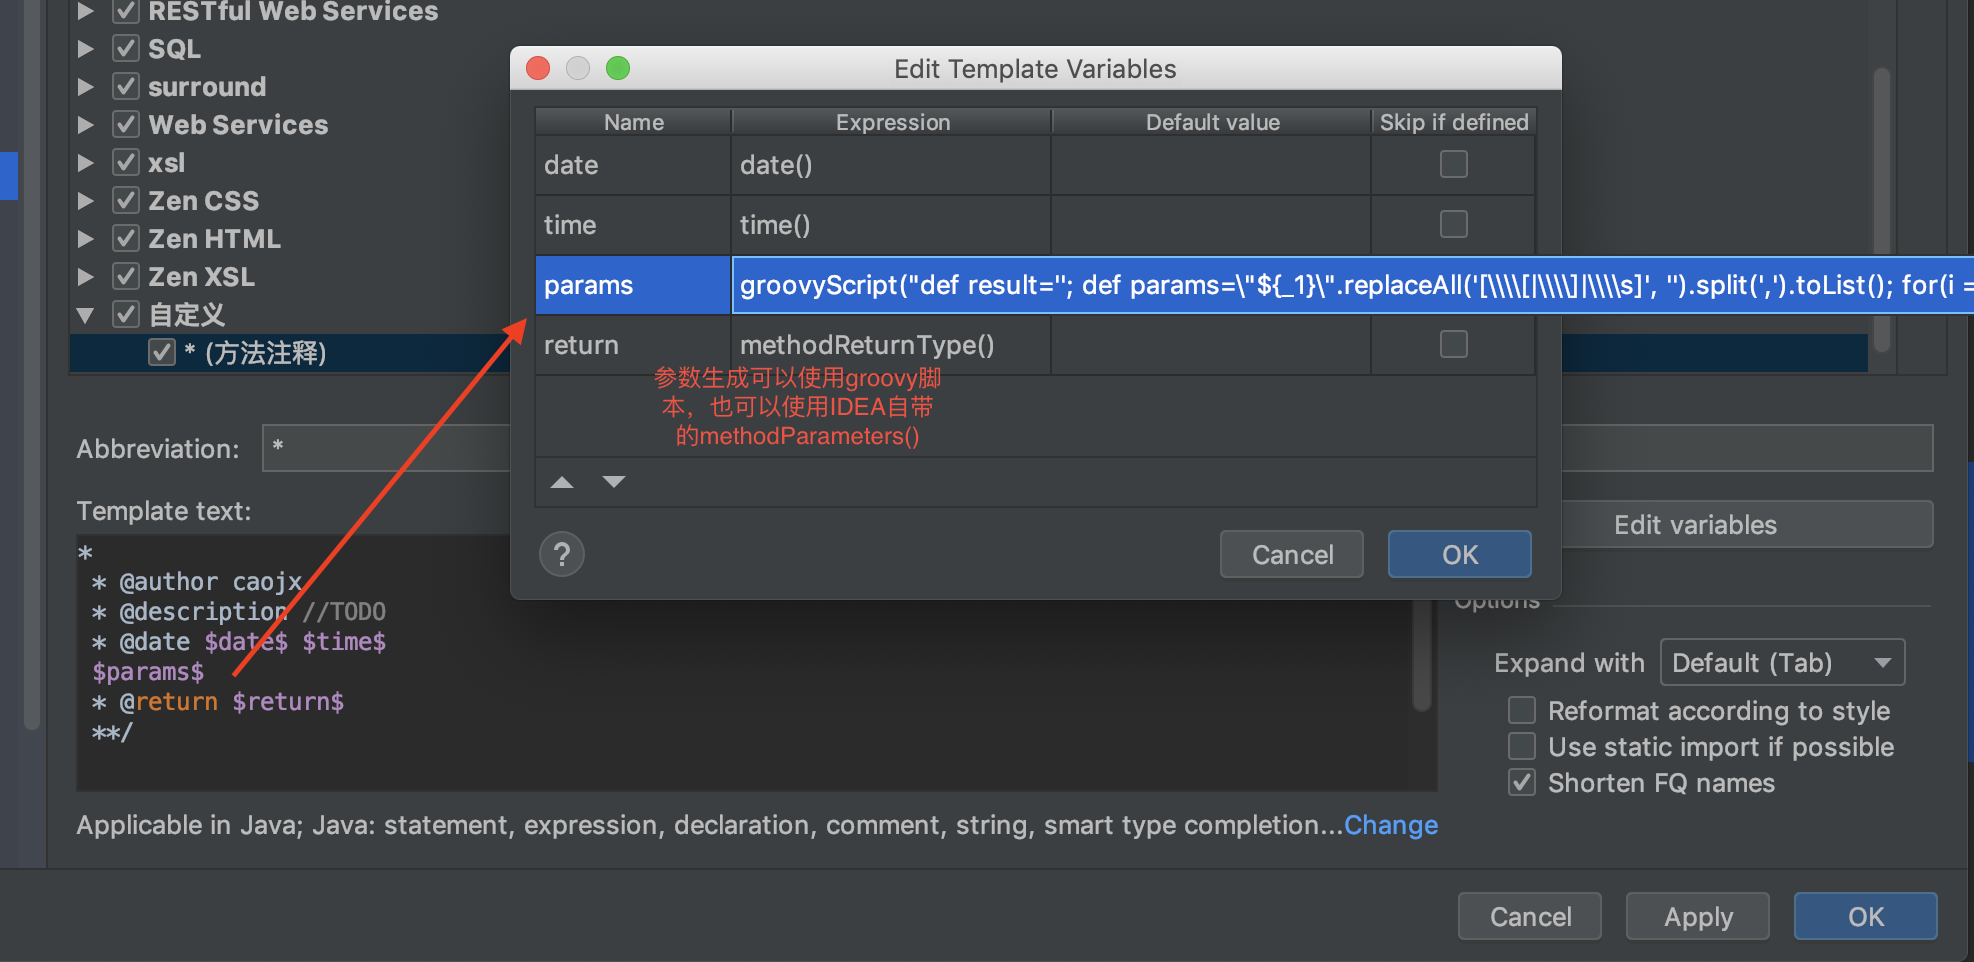 RESTful Web Services
SQL
surround
Web Services
xsl
Zen CSS
Zen HTML
Zen XSL
自定义
* (方法注释)
Edit Template Variables
Name Expression Default value Skip if defined
date date()
time time()
params groovyScript("def result=''; def params=\"${_1}\".replaceAll('[\\\\[|\\\\]|\\\\s]', '').split(',').toList(); for(i =
return methodReturnType()
参数生成可以使用groovy脚
本，也可以使用IDEA自带
的methodParameters()
? Cancel OK
Abbreviation: *
Template text:
Edit variables
*
* @author caojx
* @description //TODO
* @date $date$ $time$
$params$
* @return $return$
**/
Options
Expand with Default (Tab)
Reformat according to style
Use static import if possible
Shorten FQ names
Applicable in Java; Java: statement, expression, declaration, comment, string, smart type completion...Change
Cancel Apply OK